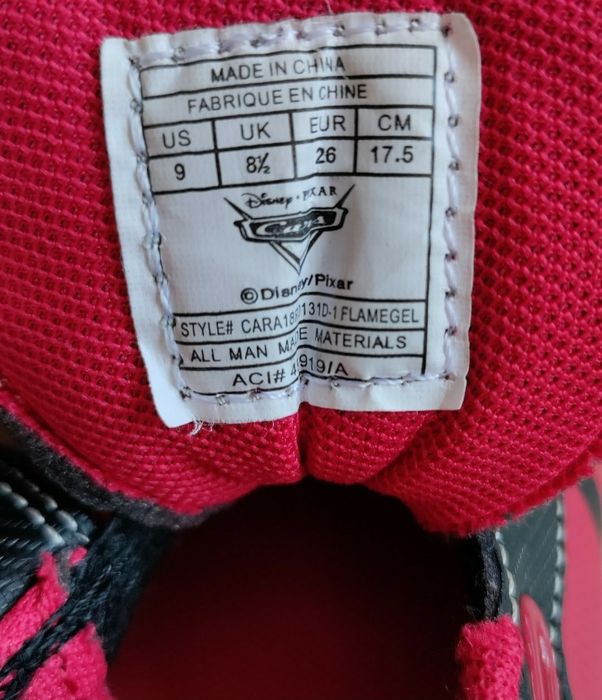 MADE IN CHINA
FABRIQUE EN CHINE
US UK EUR CM
9 8½ 26 17.5
Disney • PIXAR
Cars
©Disney/Pixar
STYLE# FLAMEGEL
ALL MAN MADE MATERIALS
ACI#